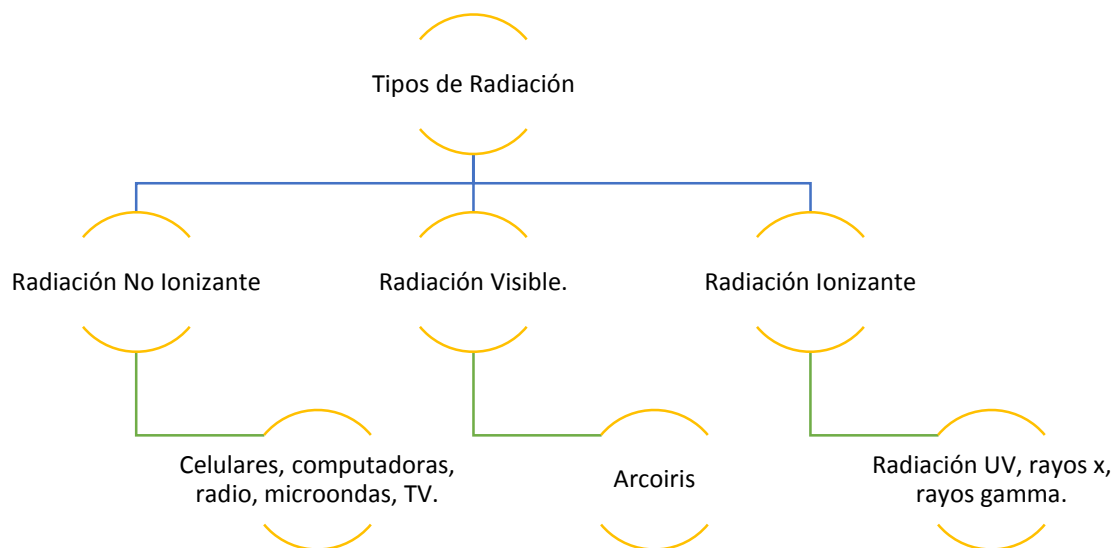 Tipos de Radiación
Radiación No Ionizante
Radiación Visible.
Radiación Ionizante
Celulares, computadoras,
radio, microondas, TV.
Arcoiris
Radiación UV, rayos x,
rayos gamma.